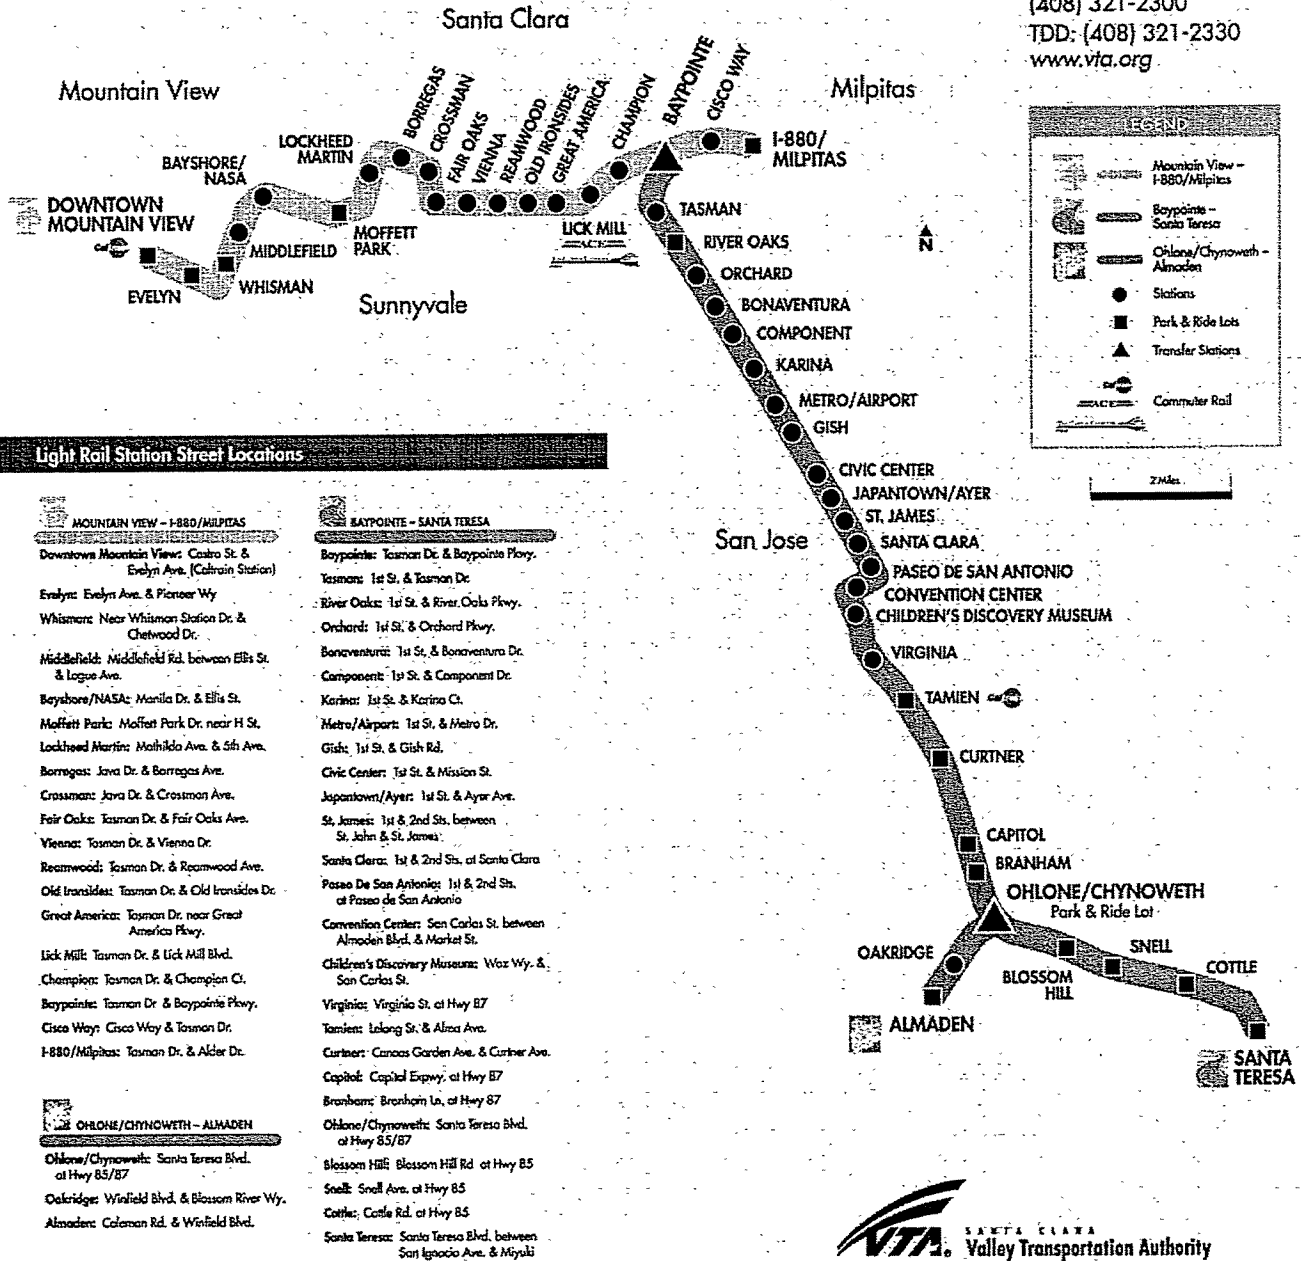 (408) 321-2300
TDD: (408) 321-2330
www.vta.org
Santa Clara
Mountain View
Milpitas
Sunnyvale
San Jose
DOWNTOWN
MOUNTAIN VIEW
EVELYN
WHISMAN
MIDDLEFIELD
BAYSHORE/
NASA
MOFFETT
PARK
LOCKHEED
MARTIN
BORREGAS
CROSSMAN
FAIR OAKS
VIENNA
REAMWOOD
OLD IRONSIDES
GREAT AMERICA
LICK MILL
ACE
CHAMPION
BAYPOINTE
CISCO WAY
I-880/
MILPITAS
TASMAN
RIVER OAKS
ORCHARD
BONAVENTURA
COMPONENT
KARINA
METRO/AIRPORT
GISH
CIVIC CENTER
JAPANTOWN/AYER
ST. JAMES
SANTA CLARA
PASEO DE SAN ANTONIO
CONVENTION CENTER
CHILDREN'S DISCOVERY MUSEUM
VIRGINIA
TAMIEN
CURTNER
CAPITOL
BRANHAM
OHLONE/CHYNOWETH
Park & Ride Lot
OAKRIDGE
ALMADEN
BLOSSOM
HILL
SNELL
COTTLE
SANTA
TERESA
N
LEGEND
Mountain View –
I-880/Milpitas
Baypointe –
Santa Teresa
Ohlone/Chynoweth –
Almaden
Stations
Park & Ride Lots
Transfer Stations
ACE
Commuter Rail
2 Miles
Light Rail Station Street Locations
MOUNTAIN VIEW – I-880/MILPITAS
Downtown Mountain View: Castro St. &
Evelyn Ave. (Caltrain Station)
Evelyn: Evelyn Ave. & Pioneer Wy
Whisman: Near Whisman Station Dr. &
Chetwood Dr.
Middlefield: Middlefield Rd. between Ellis St.
& Logue Ave.
Bayshore/NASA: Manila Dr. & Ellis St.
Moffett Park: Moffett Park Dr. near H St.
Lockheed Martin: Mathilda Ave. & 5th Ave.
Borregas: Java Dr. & Borregas Ave.
Crossman: Java Dr. & Crossman Ave.
Fair Oaks: Tasman Dr. & Fair Oaks Ave.
Vienna: Tasman Dr. & Vienna Dr.
Reamwood: Tasman Dr. & Reamwood Ave.
Old Ironsides: Tasman Dr. & Old Ironsides Dr.
Great America: Tasman Dr. near Great
America Pkwy.
Lick Mill: Tasman Dr. & Lick Mill Blvd.
Champion: Tasman Dr. & Champion Ct.
Baypointe: Tasman Dr & Baypointe Pkwy.
Cisco Way: Cisco Way & Tasman Dr.
I-880/Milpitas: Tasman Dr. & Alder Dr.
OHLONE/CHYNOWETH – ALMADEN
Ohlone/Chynoweth: Santa Teresa Blvd.
at Hwy 85/87
Oakridge: Winfield Blvd. & Blossom River Wy.
Almaden: Coleman Rd. & Winfield Blvd.
BAYPOINTE – SANTA TERESA
Baypointe: Tasman Dr. & Baypointe Pkwy.
Tasman: 1st St. & Tasman Dr.
River Oaks: 1st St. & River Oaks Pkwy.
Orchard: 1st St. & Orchard Pkwy.
Bonaventura: 1st St. & Bonaventura Dr.
Component: 1st St. & Component Dr.
Karina: 1st St. & Karina Ct.
Metro/Airport: 1st St. & Metro Dr.
Gish: 1st St. & Gish Rd.
Civic Center: 1st St. & Mission St.
Japantown/Ayer: 1st St. & Ayer Ave.
St. James: 1st & 2nd Sts. between
St. John & St. James
Santa Clara: 1st & 2nd Sts. at Santa Clara
Paseo De San Antonio: 1st & 2nd Sts.
at Paseo de San Antonio
Convention Center: San Carlos St. between
Almaden Blvd. & Market St.
Children's Discovery Museum: Woz Wy. &
San Carlos St.
Virginia: Virginia St. at Hwy 87
Tamien: Lelong St. & Alma Ave.
Curtner: Canoas Garden Ave. & Curtner Ave.
Capitol: Capitol Expwy. at Hwy 87
Branham: Branham Ln. at Hwy 87
Ohlone/Chynoweth: Santa Teresa Blvd.
at Hwy 85/87
Blossom Hill: Blossom Hill Rd at Hwy 85
Snell: Snell Ave. at Hwy 85
Cottle: Cottle Rd. at Hwy 85
Santa Teresa: Santa Teresa Blvd. between
San Ignacio Ave. & Miyuki
VTA
SANTA CLARA
Valley Transportation Authority